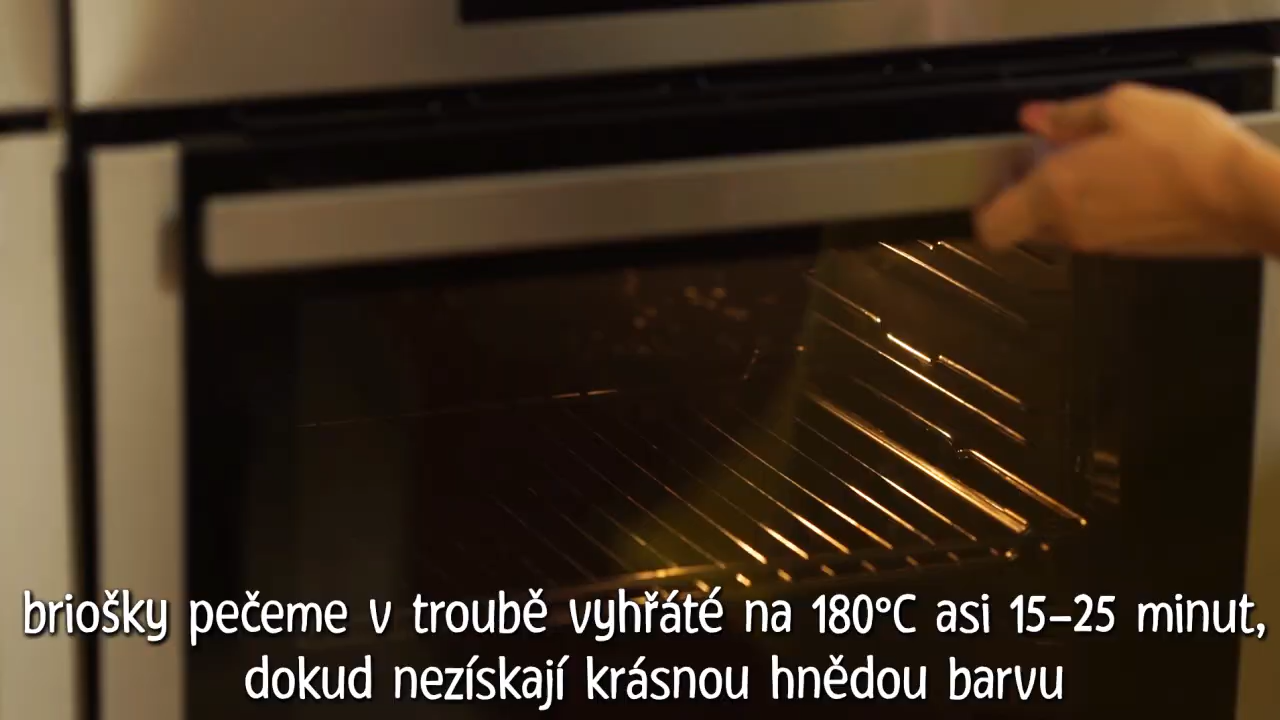 briošky pečeme v troubě vyhřáté na 180°C asi 15–25 minut,
dokud nezískají krásnou hnědou barvu